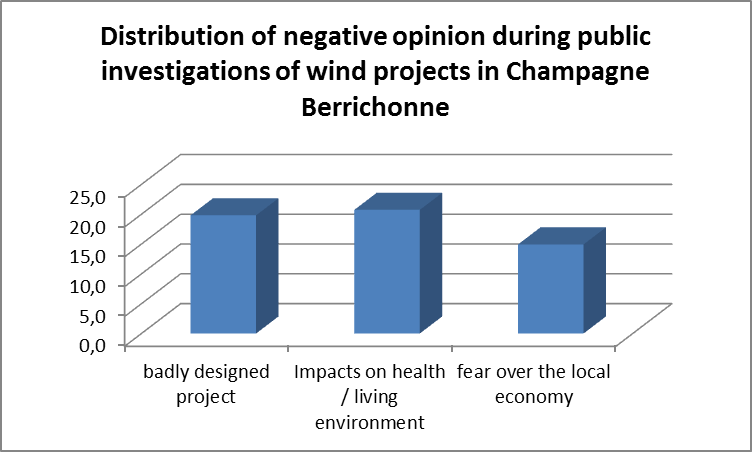 Distribution of negative opinion during public
investigations of wind projects in Champagne
Berrichonne
25,0
20,0
15,0
10,0
5,0
0,0
badly designed
project
Impacts on health
/ living
environment
fear over the local
economy